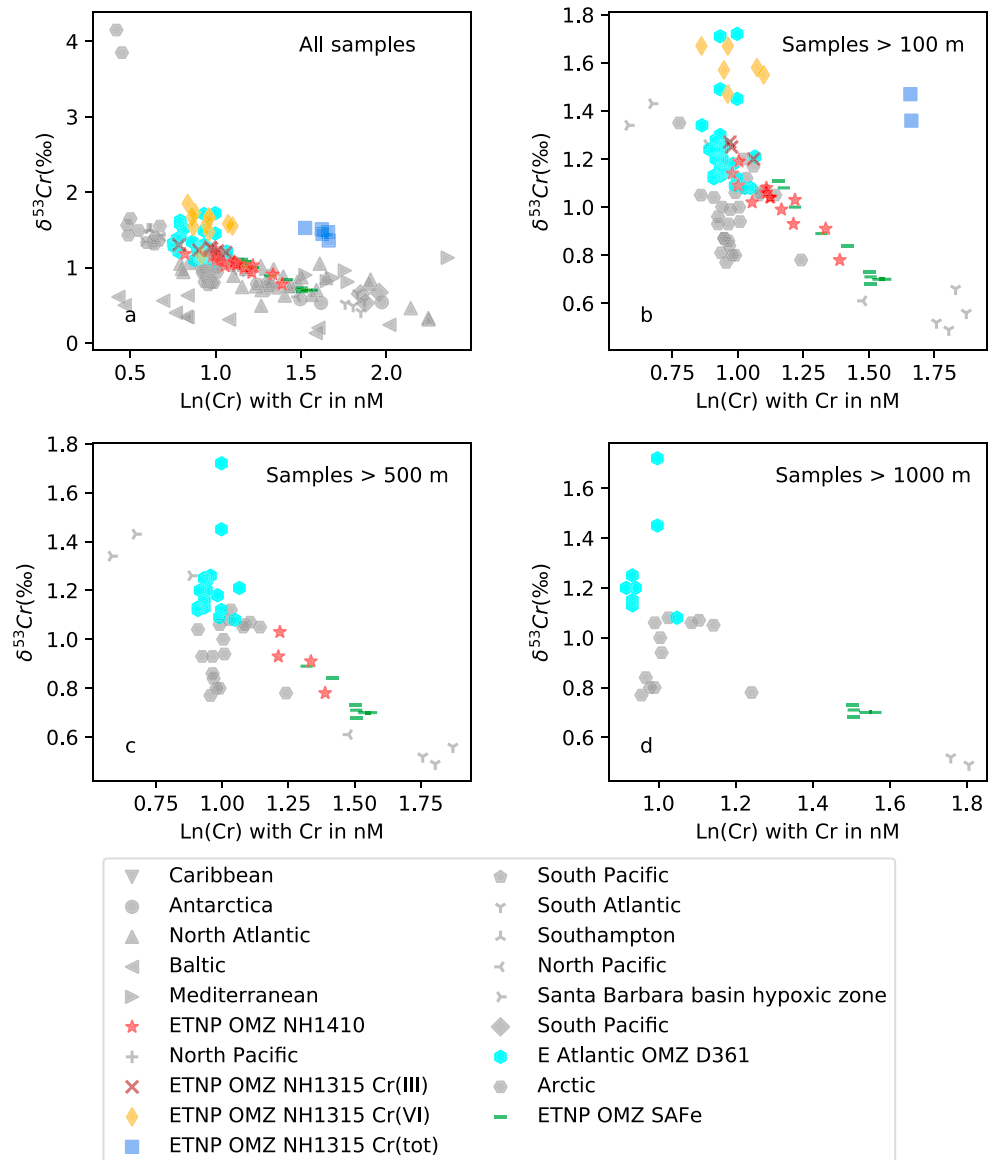 All samples
4
3
2
1
0
δ⁵³Cr(‰)
a
0.5
1.0
1.5
2.0
Ln(Cr) with Cr in nM
Samples > 100 m
1.8
1.6
1.4
1.2
1.0
0.8
0.6
δ⁵³Cr(‰)
b
0.75
1.00
1.25
1.50
1.75
Ln(Cr) with Cr in nM
Samples > 500 m
1.8
1.6
1.4
1.2
1.0
0.8
0.6
δ⁵³Cr(‰)
c
0.75
1.00
1.25
1.50
1.75
Ln(Cr) with Cr in nM
Samples > 1000 m
1.6
1.4
1.2
1.0
0.8
0.6
δ⁵³Cr(‰)
d
1.0
1.2
1.4
1.6
1.8
Ln(Cr) with Cr in nM
Caribbean
Antarctica
North Atlantic
Baltic
Mediterranean
ETNP OMZ NH1410
North Pacific
ETNP OMZ NH1315 Cr(III)
ETNP OMZ NH1315 Cr(VI)
ETNP OMZ NH1315 Cr(tot)
South Pacific
South Atlantic
Southampton
North Pacific
Santa Barbara basin hypoxic zone
South Pacific
E Atlantic OMZ D361
Arctic
ETNP OMZ SAFe